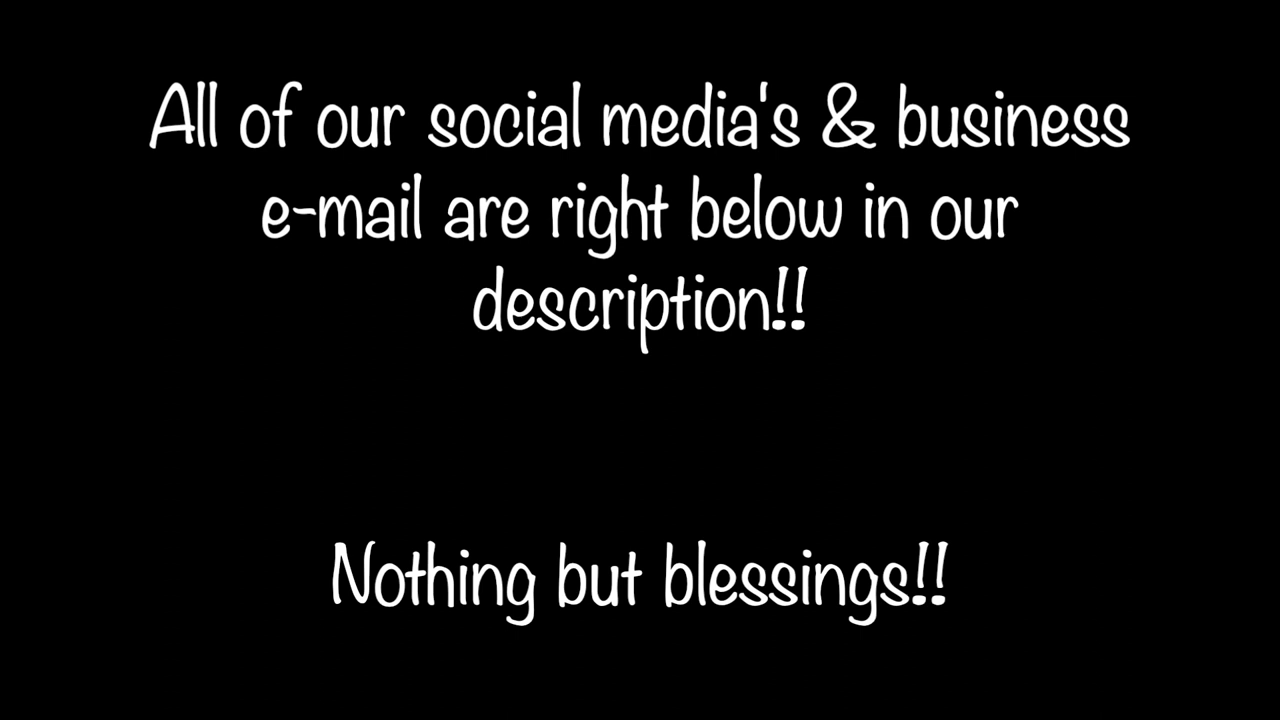 All of our social media's & business
e-mail are right below in our
description!!
Nothing but blessings!!